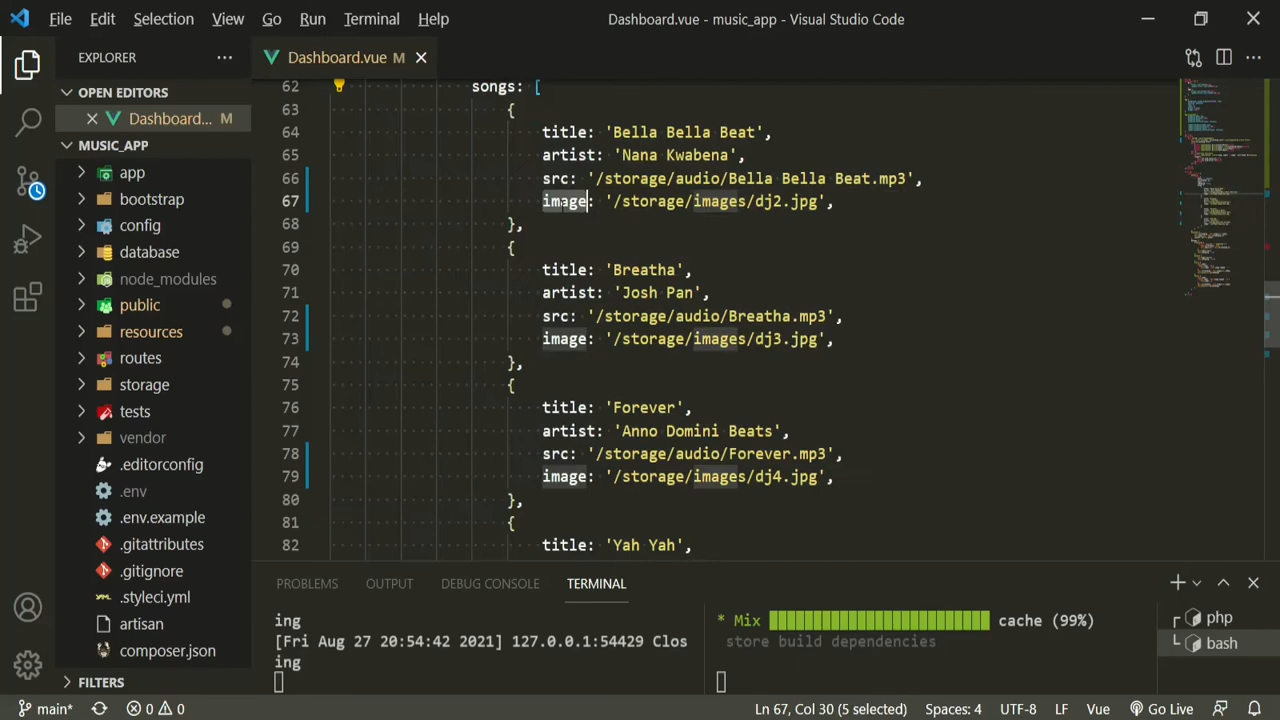 File Edit Selection View Go Run Terminal Help Dashboard.vue - music_app - Visual Studio Code
EXPLORER
Dashboard.vue M
OPEN EDITORS
Dashboard... M
MUSIC_APP
app
bootstrap
config
database
node_modules
public
resources
routes
storage
tests
vendor
.editorconfig
.env
.env.example
.gitattributes
.gitignore
.styleci.yml
artisan
composer.json
FILTERS
62 songs: [
63 {
64 title: 'Bella Bella Beat',
65 artist: 'Nana Kwabena',
66 src: '/storage/audio/Bella Bella Beat.mp3',
67 image: '/storage/images/dj2.jpg',
68 },
69 {
70 title: 'Breatha',
71 artist: 'Josh Pan',
72 src: '/storage/audio/Breatha.mp3',
73 image: '/storage/images/dj3.jpg',
74 },
75 {
76 title: 'Forever',
77 artist: 'Anno Domini Beats',
78 src: '/storage/audio/Forever.mp3',
79 image: '/storage/images/dj4.jpg',
80 },
81 {
82 title: 'Yah Yah',
PROBLEMS OUTPUT DEBUG CONSOLE TERMINAL
ing
[Fri Aug 27 20:54:42 2021] 127.0.0.1:54429 Clos
ing
* Mix cache (99%)
store build dependencies
php
bash
main* 0 0 Ln 67, Col 30 (5 selected) Spaces: 4 UTF-8 LF Vue Go Live